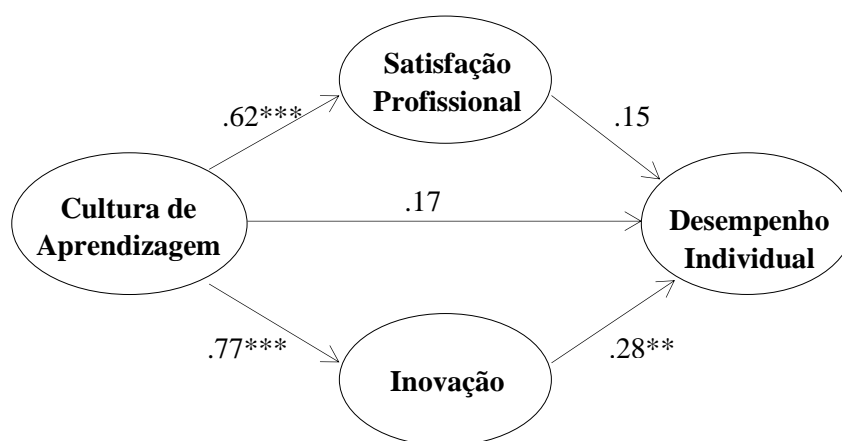 Satisfação
Profissional
.62***
.15
Cultura de
Aprendizagem
.17
Desempenho
Individual
.77***
.28**
Inovação